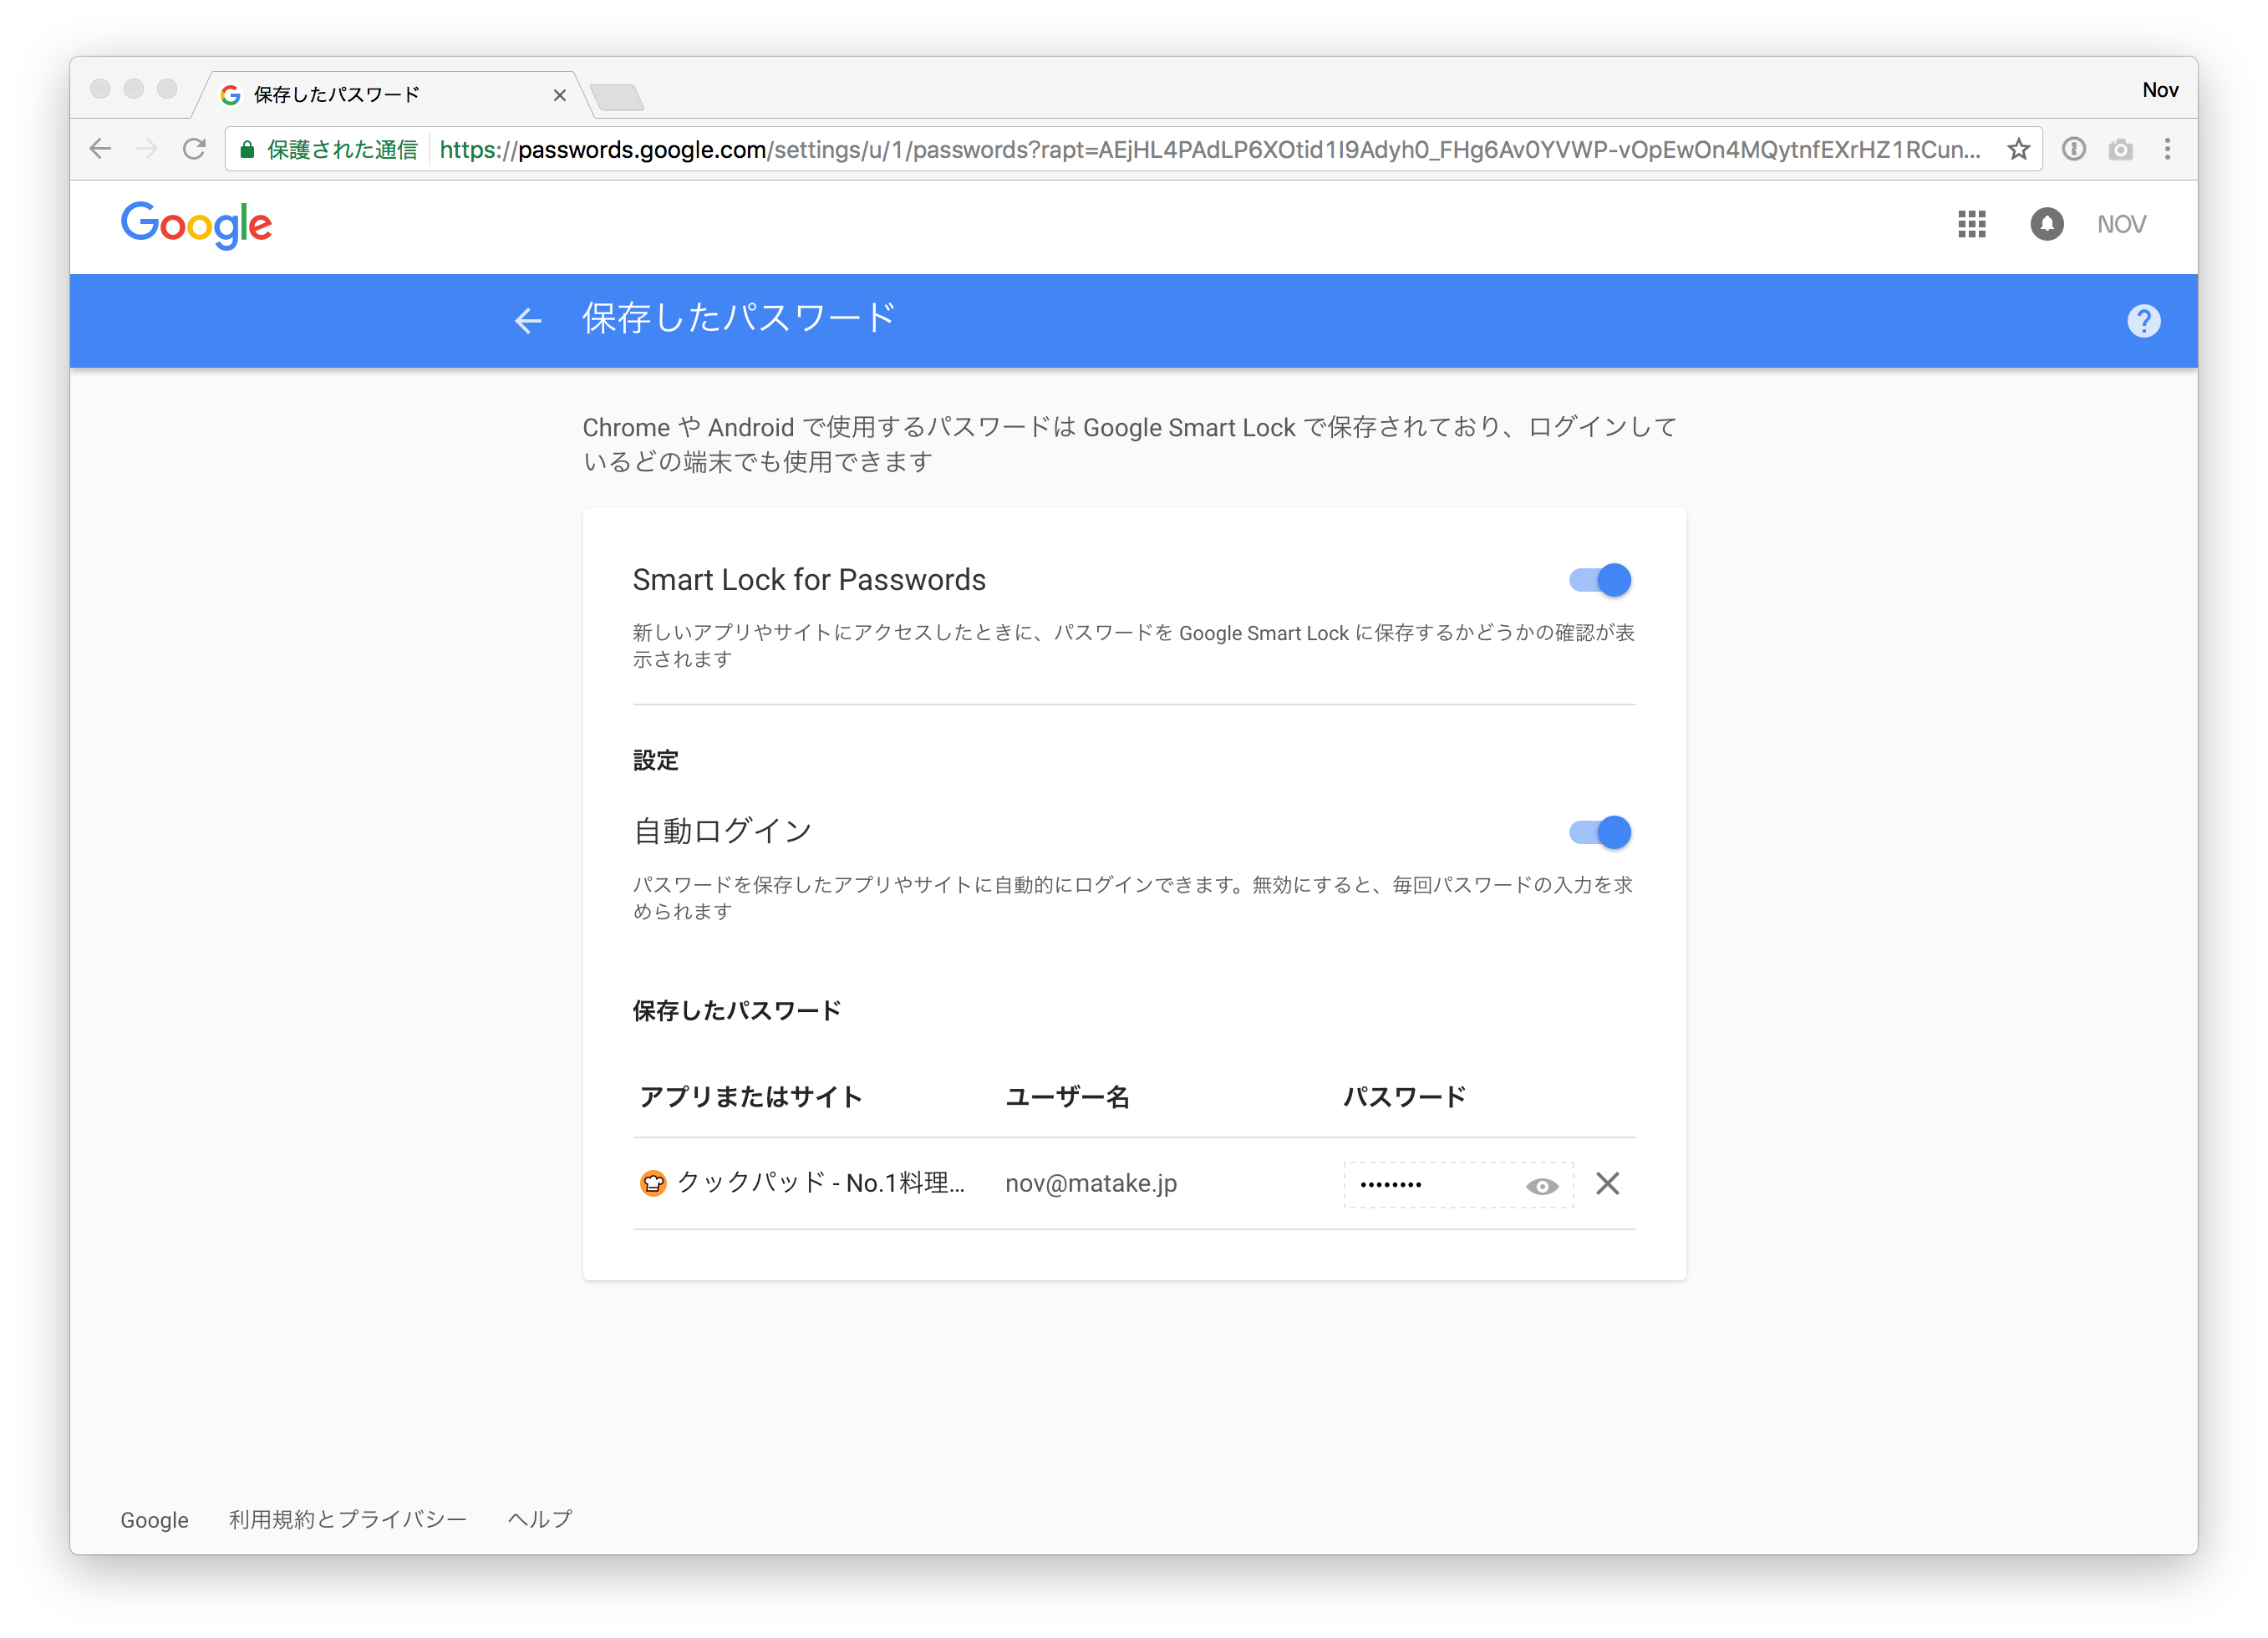 保存したパスワード
Nov
保護された通信 https://passwords.google.com/settings/u/1/passwords?rapt=AEjHL4PAdLP6XOtid1I9Adyh0_FHg6Av0YVWP-vOpEwOn4MQytnfEXrHZ1RCun...
Google
NOV
保存したパスワード
Chrome や Android で使用するパスワードは Google Smart Lock で保存されており、ログインして
いるどの端末でも使用できます
Smart Lock for Passwords
新しいアプリやサイトにアクセスしたときに、パスワードを Google Smart Lock に保存するかどうかの確認が表
示されます
設定
自動ログイン
パスワードを保存したアプリやサイトに自動的にログインできます。無効にすると、毎回パスワードの入力を求
められます
保存したパスワード
アプリまたはサイト ユーザー名 パスワード
クックパッド - No.1料理... nov@matake.jp ••••••••
Google 利用規約とプライバシー ヘルプ